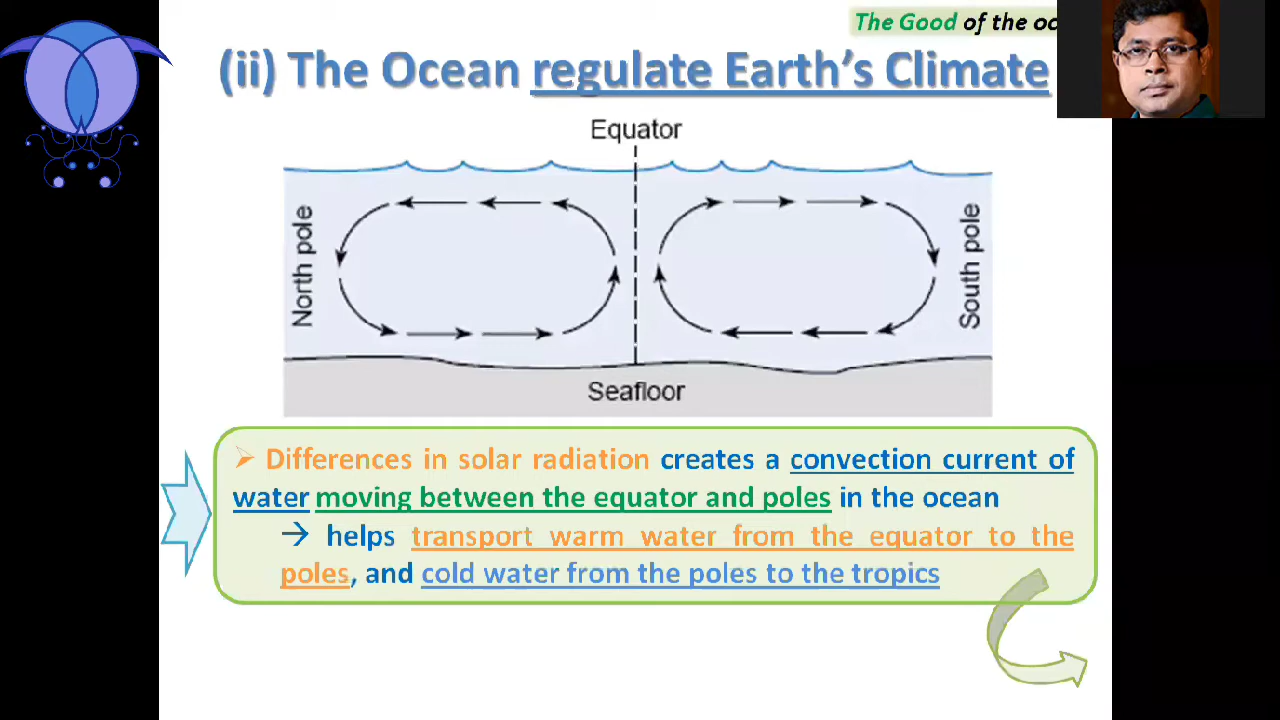 The Good of the oc
(ii) The Ocean regulate Earth's Climate
Equator
North pole
South pole
Seafloor
➢ Differences in solar radiation creates a convection current of
water moving between the equator and poles in the ocean
→ helps transport warm water from the equator to the
poles, and cold water from the poles to the tropics